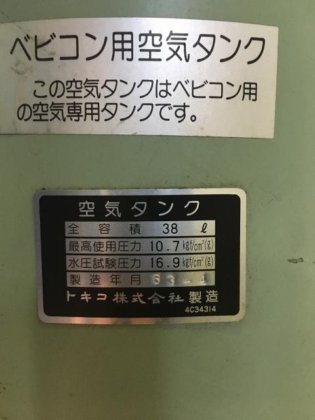 ベビコン用空気タンク
この空気タンクはベビコン用
の空気専用タンクです。
空気タンク
全容積 38 ℓ
最高使用圧力 10.7 kgf/cm²(g)
水圧試験圧力 16.9 kgf/cm²(g)
製造年月
トキコ株式会社製造
4C34314